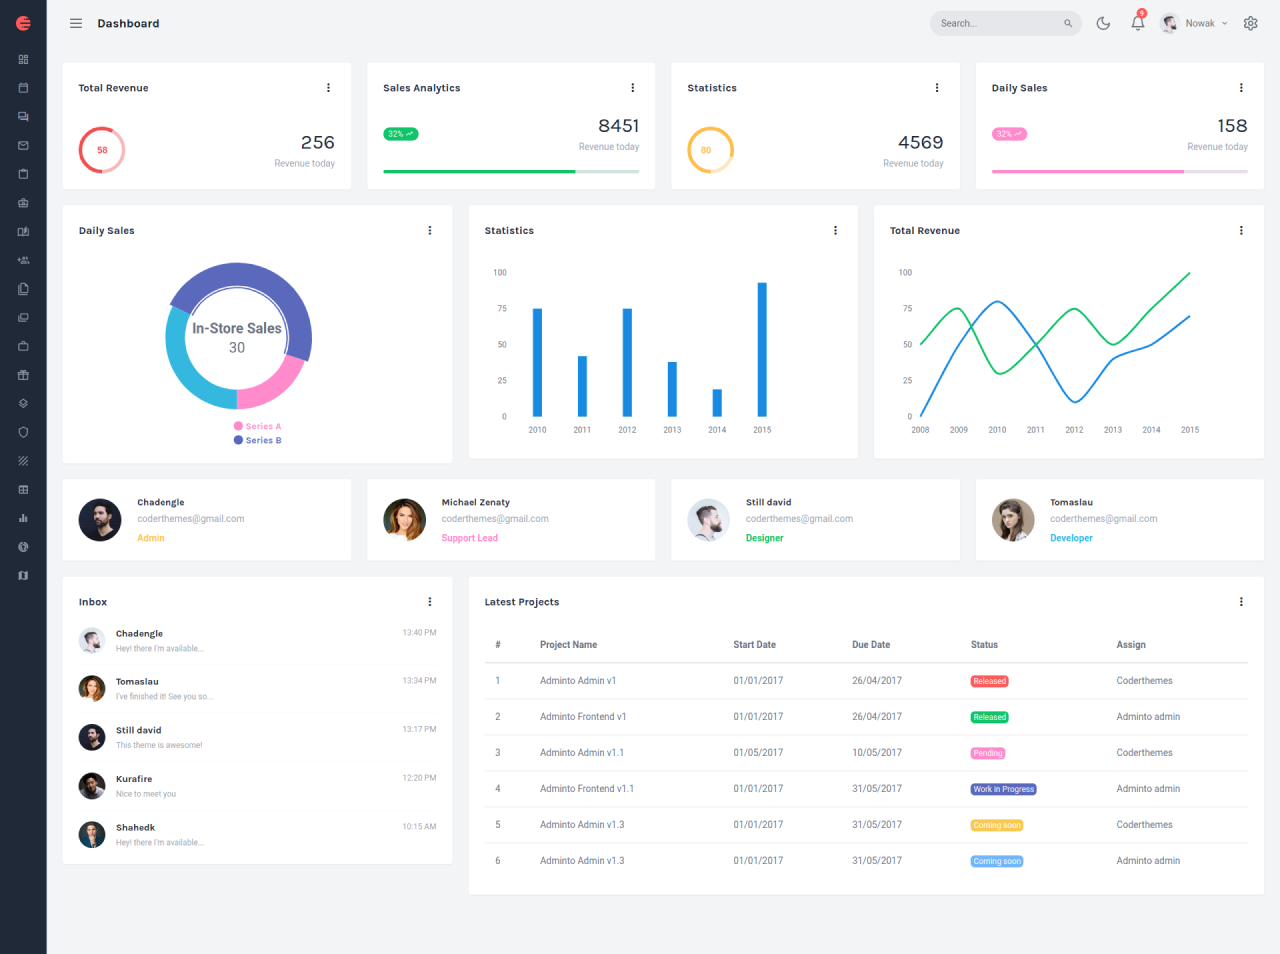 Dashboard
Search...
9
Nowak
Total Revenue
58
256
Revenue today
Sales Analytics
32%
8451
Revenue today
Statistics
80
4569
Revenue today
Daily Sales
32%
158
Revenue today
Daily Sales
In-Store Sales
30
Series A
Series B
Statistics
100
75
50
25
0
2010 2011 2012 2013 2014 2015
Total Revenue
100
75
50
25
0
2008 2009 2010 2011 2012 2013 2014 2015
Chadengle
coderthemes@gmail.com
Admin
Michael Zenaty
coderthemes@gmail.com
Support Lead
Still david
coderthemes@gmail.com
Designer
Tomaslau
coderthemes@gmail.com
Developer
Inbox
Chadengle 13:40 PM
Hey! there I'm available...
Tomaslau 13:34 PM
I've finished it! See you so...
Still david 13:17 PM
This theme is awesome!
Kurafire 12:20 PM
Nice to meet you
Shahedk 10:15 AM
Hey! there I'm available...
Latest Projects
# Project Name Start Date Due Date Status Assign
1 Adminto Admin v1 01/01/2017 26/04/2017 Released Coderthemes
2 Adminto Frontend v1 01/01/2017 26/04/2017 Released Adminto admin
3 Adminto Admin v1.1 01/05/2017 10/05/2017 Pending Coderthemes
4 Adminto Frontend v1.1 01/01/2017 31/05/2017 Work in Progress Adminto admin
5 Adminto Admin v1.3 01/01/2017 31/05/2017 Coming soon Coderthemes
6 Adminto Admin v1.3 01/01/2017 31/05/2017 Coming soon Adminto admin